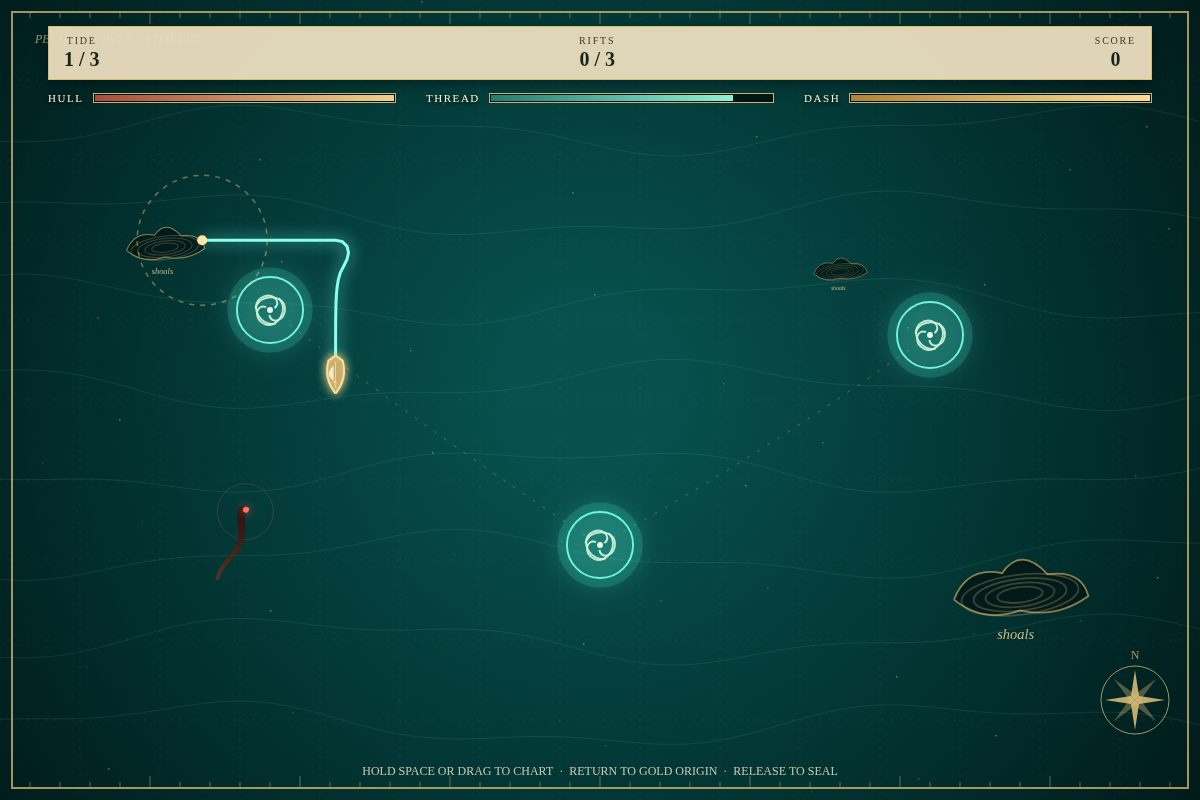 TIDE
1 / 3
RIFTS
0 / 3
SCORE
0
HULL
THREAD
DASH
shoals
shoals
shoals
N
HOLD SPACE OR DRAG TO CHART · RETURN TO GOLD ORIGIN · RELEASE TO SEAL